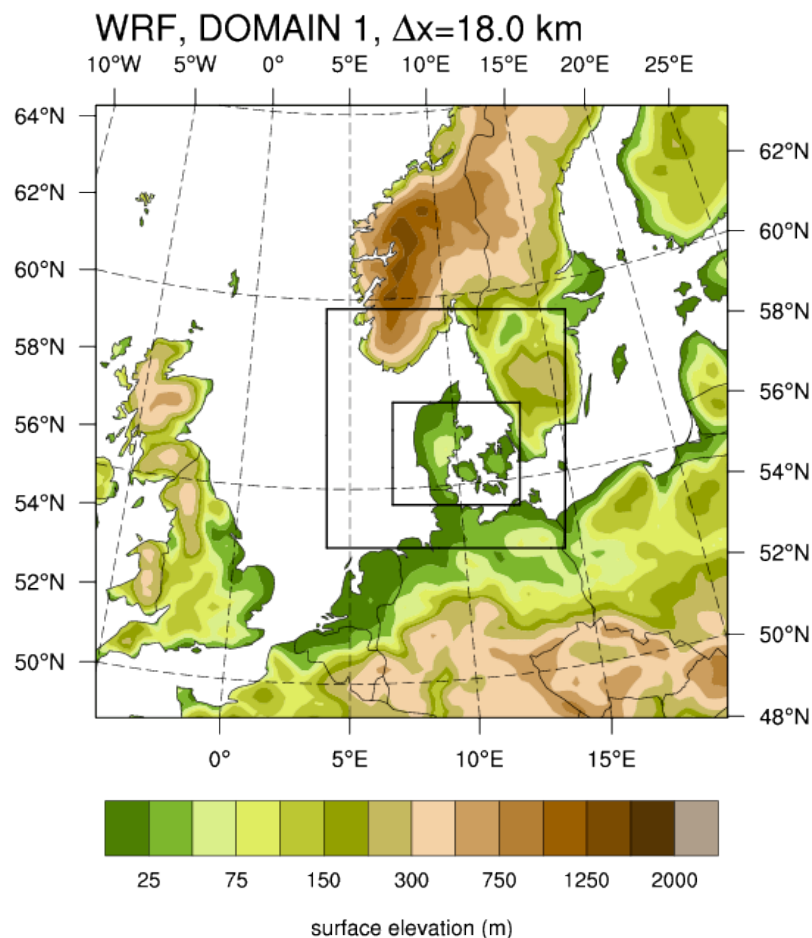 WRF, DOMAIN 1, Δx=18.0 km
10°W 5°W 0° 5°E 10°E 15°E 20°E 25°E
64°N
62°N
62°N
60°N
60°N
58°N
58°N
56°N
56°N
54°N
54°N
52°N
52°N
50°N
50°N
48°N
0° 5°E 10°E 15°E
25 75 150 300 750 1250 2000
surface elevation (m)